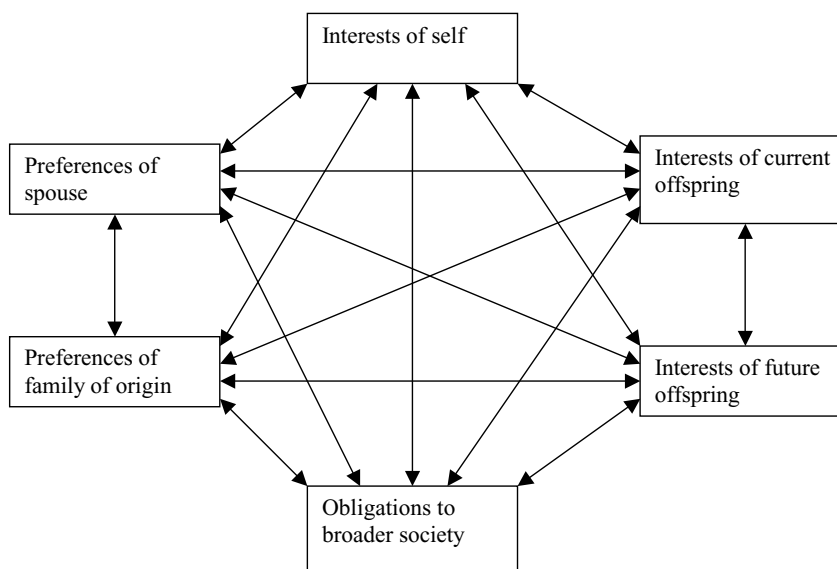 Interests of self
Preferences of
spouse
Interests of current
offspring
Preferences of
family of origin
Interests of future
offspring
Obligations to
broader society